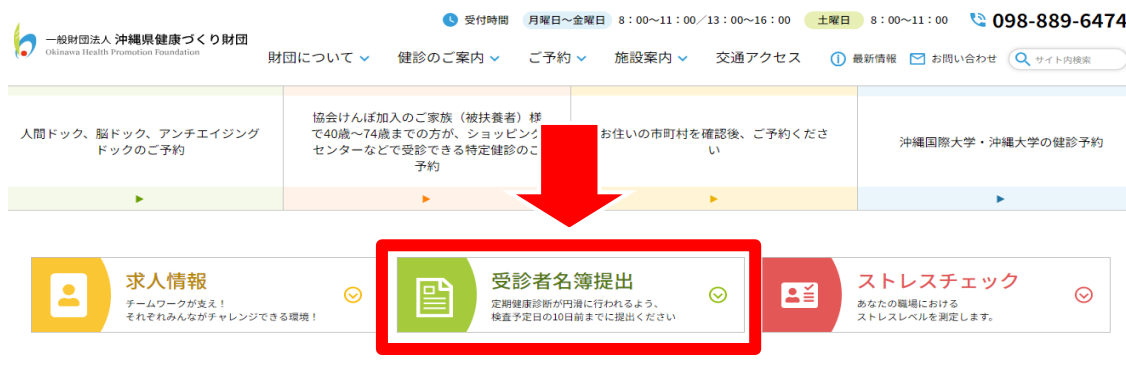 受付時間 月曜日～金曜日 8：00～11：00／13：00～16：00 土曜日 8：00～11：00 098-889-6474
一般財団法人 沖縄県健康づくり財団
Okinawa Health Promotion Foundation
財団について 健診のご案内 ご予約 施設案内 交通アクセス 最新情報 お問い合わせ サイト内検索
人間ドック、脳ドック、アンチエイジング
ドックのご予約
協会けんぽ加入のご家族（被扶養者）様
で40歳～74歳までの方が、ショッピング
センターなどで受診できる特定健診のご
予約
お住いの市町村を確認後、ご予約くださ
い
沖縄国際大学・沖縄大学の健診予約
求人情報
チームワークが支え！
それぞれみんながチャレンジできる環境！
受診者名簿提出
定期健康診断が円滑に行われるよう、
検査予定日の10日前までに提出ください
ストレスチェック
あなたの職場における
ストレスレベルを測定します。